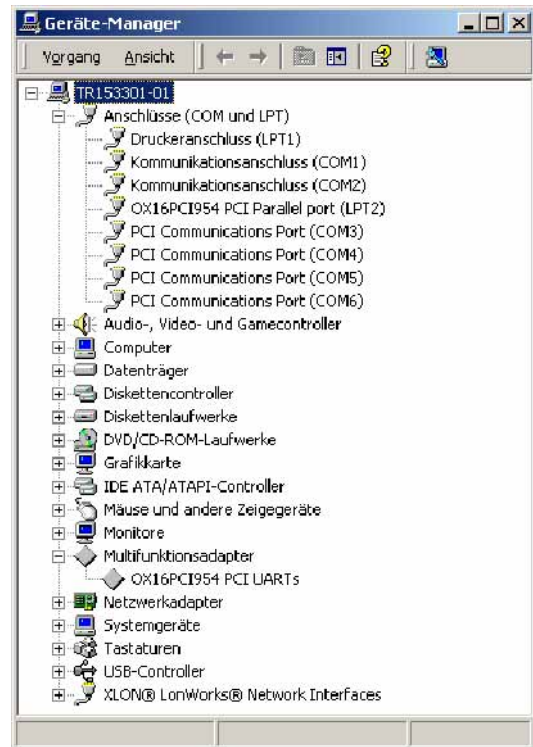 Geräte-Manager
Vorgang Ansicht
TR153301-01
Anschlüsse (COM und LPT)
Druckeranschluss (LPT1)
Kommunikationsanschluss (COM1)
Kommunikationsanschluss (COM2)
OX16PCI954 PCI Parallel port (LPT2)
PCI Communications Port (COM3)
PCI Communications Port (COM4)
PCI Communications Port (COM5)
PCI Communications Port (COM6)
Audio-, Video- und Gamecontroller
Computer
Datenträger
Diskettencontroller
Diskettenlaufwerke
DVD/CD-ROM-Laufwerke
Grafikkarte
IDE ATA/ATAPI-Controller
Mäuse und andere Zeigegeräte
Monitore
Multifunktionsadapter
OX16PCI954 PCI UARTs
Netzwerkadapter
Systemgeräte
Tastaturen
USB-Controller
XLON® LonWorks® Network Interfaces